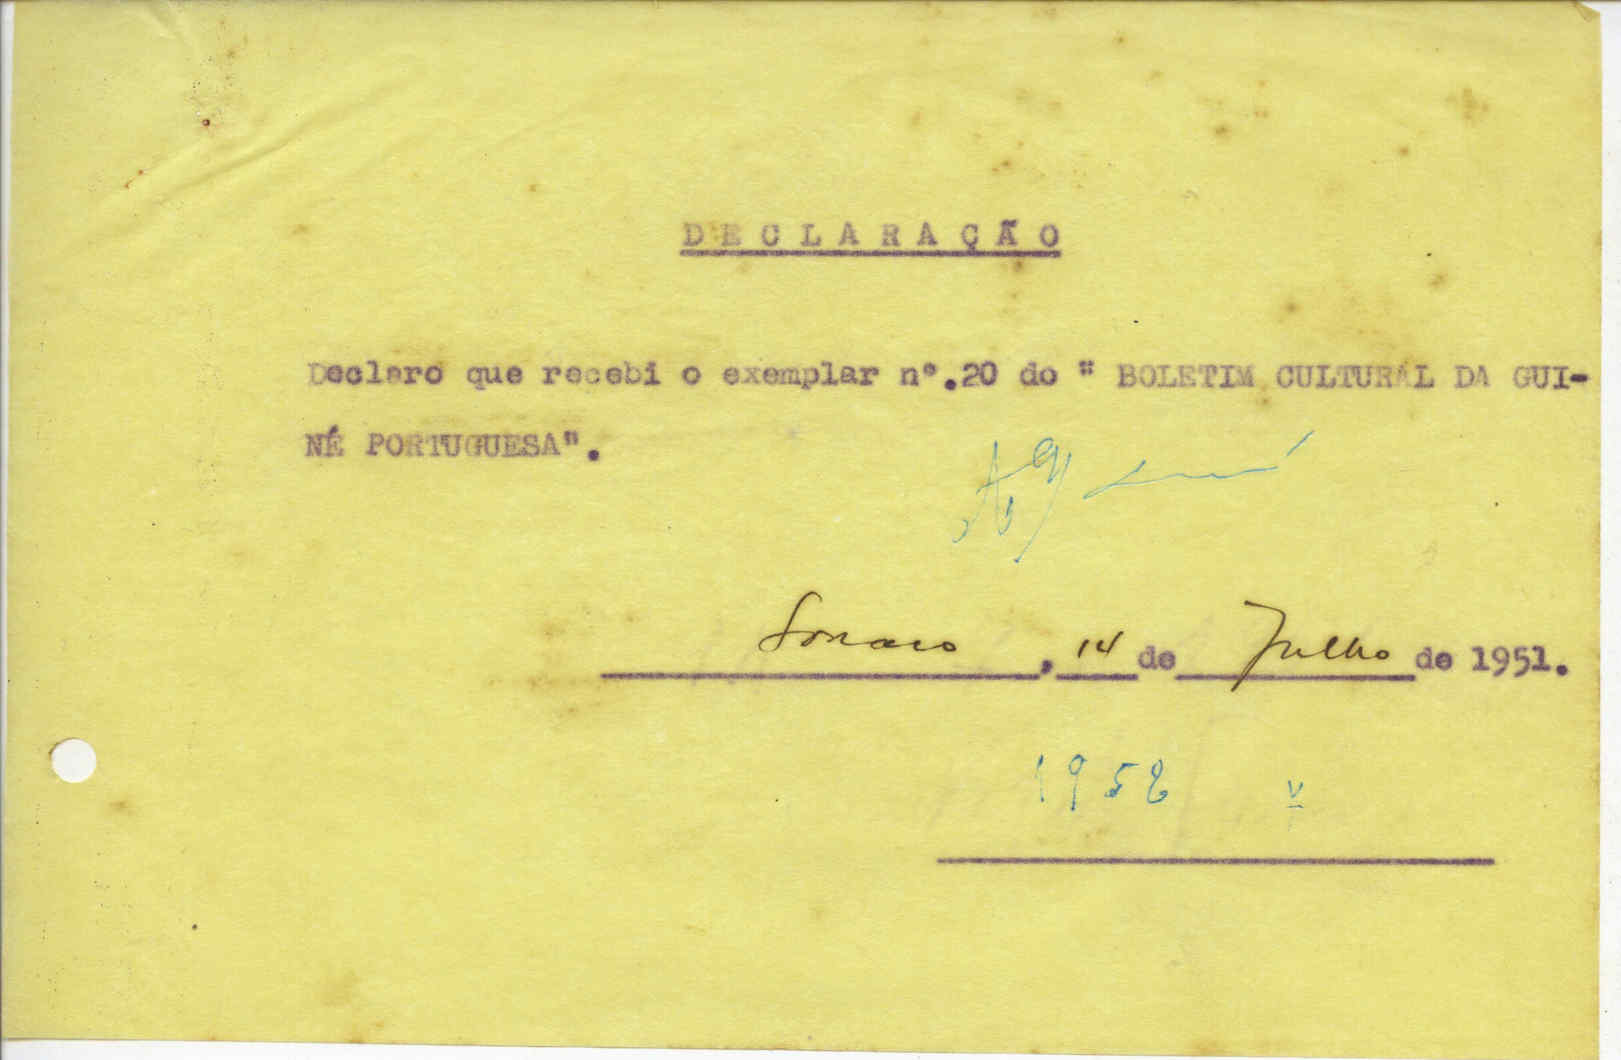 DECLARAÇÃO
Declaro que recebi o exemplar nº.20 do " BOLETIM CULTURAL DA GUI-
NÉ PORTUGUESA".
Sonaco, 14 de Julho de 1951.
1952